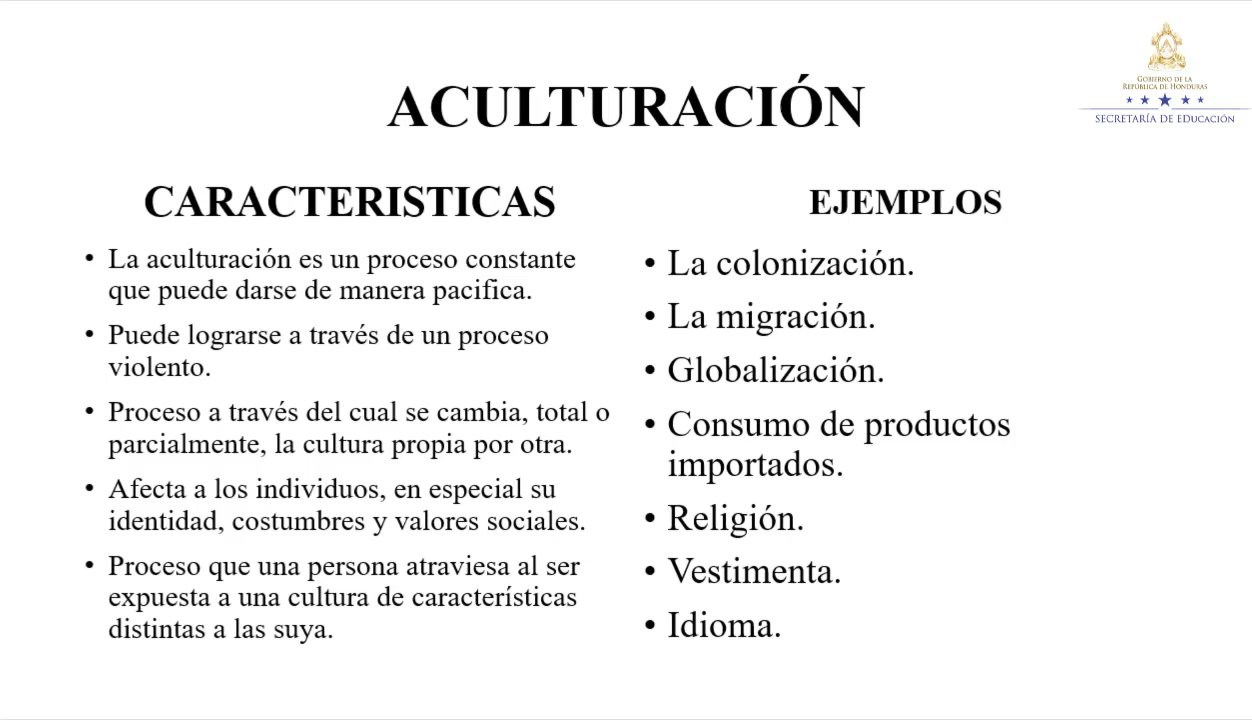 GOBIERNO DE LA
REPÚBLICA DE HONDURAS
SECRETARÍA DE EDUCACIÓN
ACULTURACIÓN
CARACTERISTICAS
• La aculturación es un proceso constante
que puede darse de manera pacifica.
• Puede lograrse a través de un proceso
violento.
• Proceso a través del cual se cambia, total o
parcialmente, la cultura propia por otra.
• Afecta a los individuos, en especial su
identidad, costumbres y valores sociales.
• Proceso que una persona atraviesa al ser
expuesta a una cultura de características
distintas a las suya.
EJEMPLOS
• La colonización.
• La migración.
• Globalización.
• Consumo de productos
importados.
• Religión.
• Vestimenta.
• Idioma.